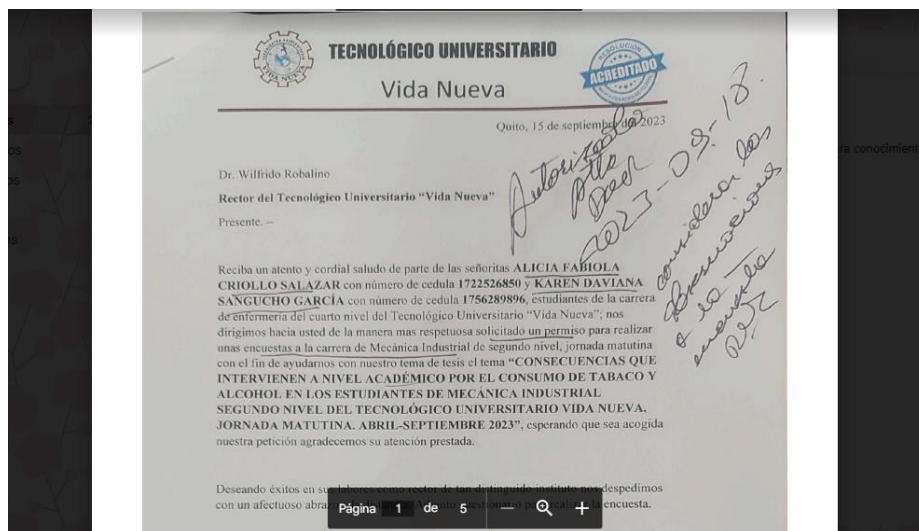 TECNOLÓGICO UNIVERSITARIO
Vida Nueva
RESOLUCIÓN
ACREDITADO
Quito, 15 de septiembre del 2023
Autorizado
Atte
2023-09-18.
considerar las
observaciones
a la
encuesta
Dr. Wilfrido Robalino
Rector del Tecnológico Universitario “Vida Nueva”
Presente. –
Reciba un atento y cordial saludo de parte de las señoritas ALICIA FABIOLA
CRIOLLO SALAZAR con número de cedula 1722526850 y KAREN DAVIANA
SANGUCHO GARCÍA con número de cedula 1756289896, estudiantes de la carrera
de enfermería del cuarto nivel del Tecnológico Universitario “Vida Nueva”; nos
dirigimos hacia usted de la manera mas respetuosa solicitado un permiso para realizar
unas encuestas a la carrera de Mecánica Industrial de segundo nivel, jornada matutina
con el fin de ayudarnos con nuestro tema de tesis el tema “CONSECUENCIAS QUE
INTERVIENEN A NIVEL ACADÉMICO POR EL CONSUMO DE TABACO Y
ALCOHOL EN LOS ESTUDIANTES DE MECÁNICA INDUSTRIAL
SEGUNDO NIVEL DEL TECNOLÓGICO UNIVERSITARIO VIDA NUEVA,
JORNADA MATUTINA. ABRIL-SEPTIEMBRE 2023”, esperando que sea acogida
nuestra petición agradecemos su atención prestada.
Deseando éxitos en sus labores como rector de tan distinguido instituto nos despedimos
con un afectuoso abrazo encuesta.
Página 1 de 5